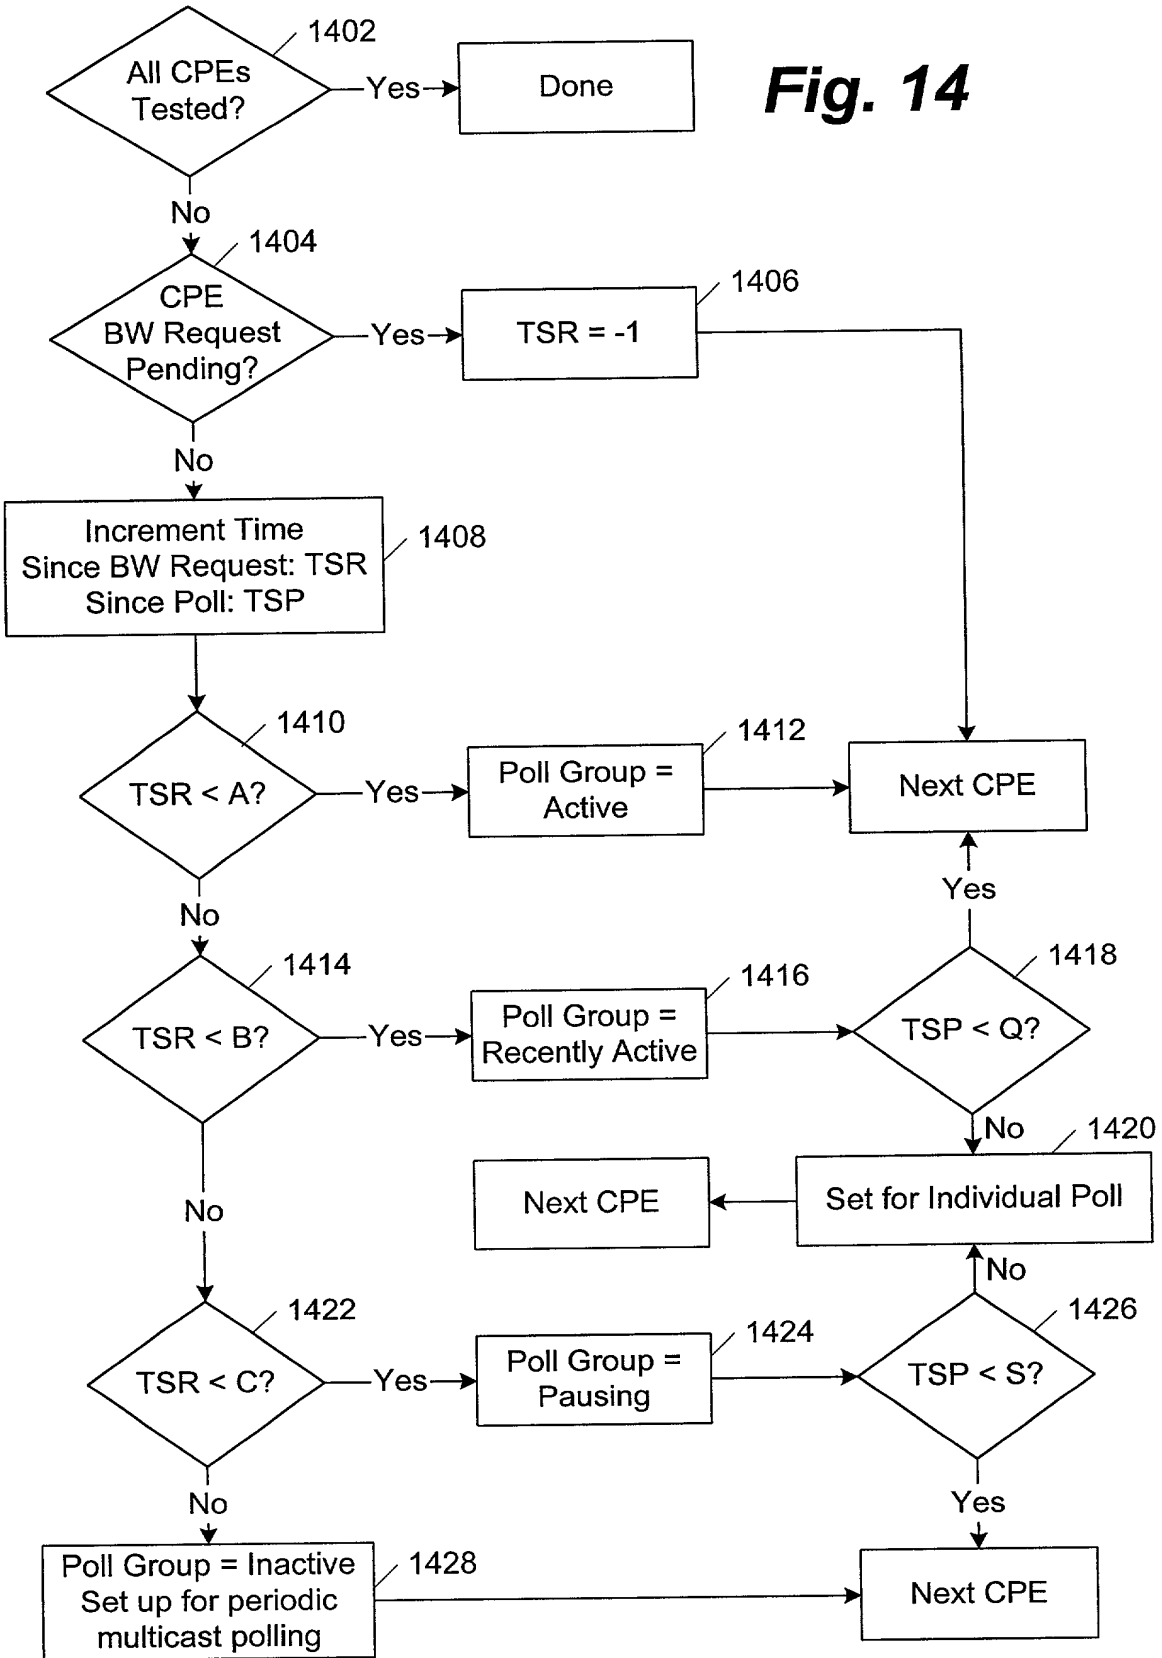 1402
All CPEs
Tested?
Yes
Done
Fig. 14
No
1404
CPE
BW Request
Pending?
Yes
1406
TSR = -1
No
Increment Time
Since BW Request: TSR
Since Poll: TSP
1408
1410
TSR < A?
Yes
1412
Poll Group =
Active
Next CPE
No
Yes
1414
TSR < B?
Yes
1416
Poll Group =
Recently Active
1418
TSP < Q?
No
1420
Set for Individual Poll
Next CPE
No
No
1422
TSR < C?
Yes
1424
Poll Group =
Pausing
1426
TSP < S?
No
Yes
Poll Group = Inactive
Set up for periodic
multicast polling
1428
Next CPE